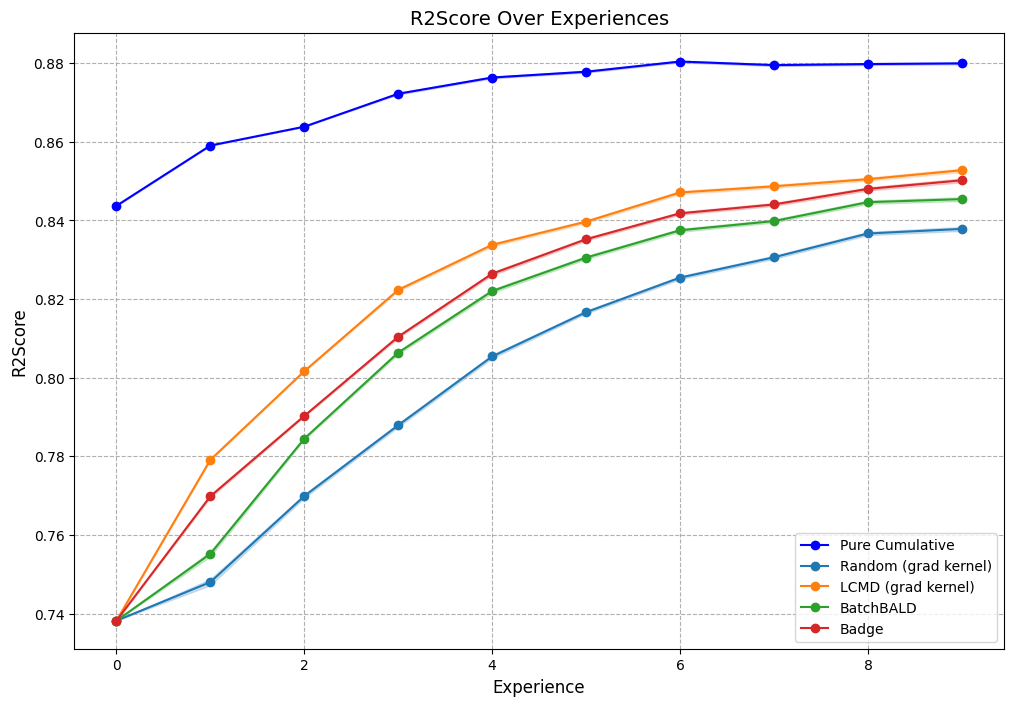 R2Score Over Experiences
R2Score
0.88
0.86
0.84
0.82
0.80
0.78
0.76
0.74
0
2
4
6
8
Experience
Pure Cumulative
Random (grad kernel)
LCMD (grad kernel)
BatchBALD
Badge